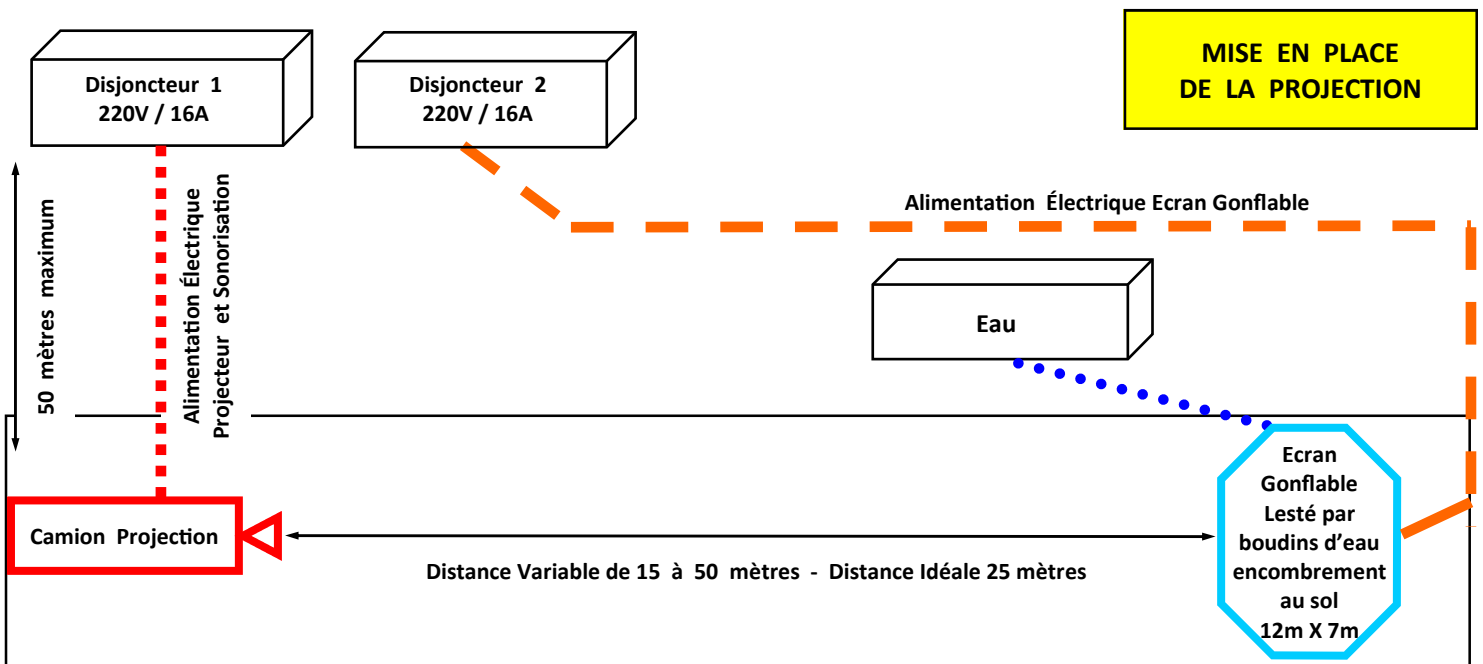 MISE EN PLACE
DE LA PROJECTION
Disjoncteur 1
220V / 16A
Disjoncteur 2
220V / 16A
50 mètres maximum
Alimentation Électrique
Projecteur et Sonorisation
Alimentation Électrique Ecran Gonflable
Eau
Camion Projection
Distance Variable de 15 à 50 mètres - Distance Idéale 25 mètres
Ecran
Gonflable
Lesté par
boudins d’eau
encombrement
au sol
12m X 7m